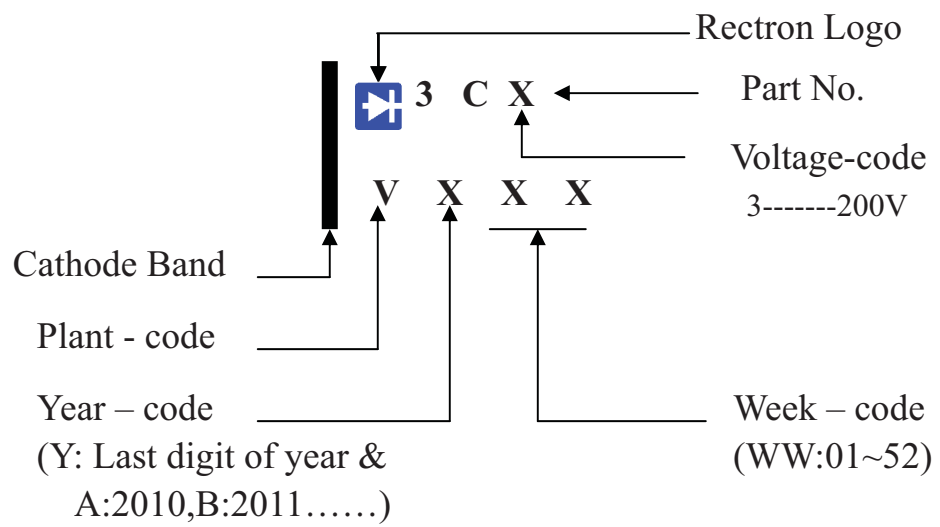 Rectron Logo
3 C X
Part No.
Voltage-code
3-------200V
V X X X
Cathode Band
Plant - code
Year – code
(Y: Last digit of year &
A:2010,B:2011……)
Week – code
(WW:01~52)